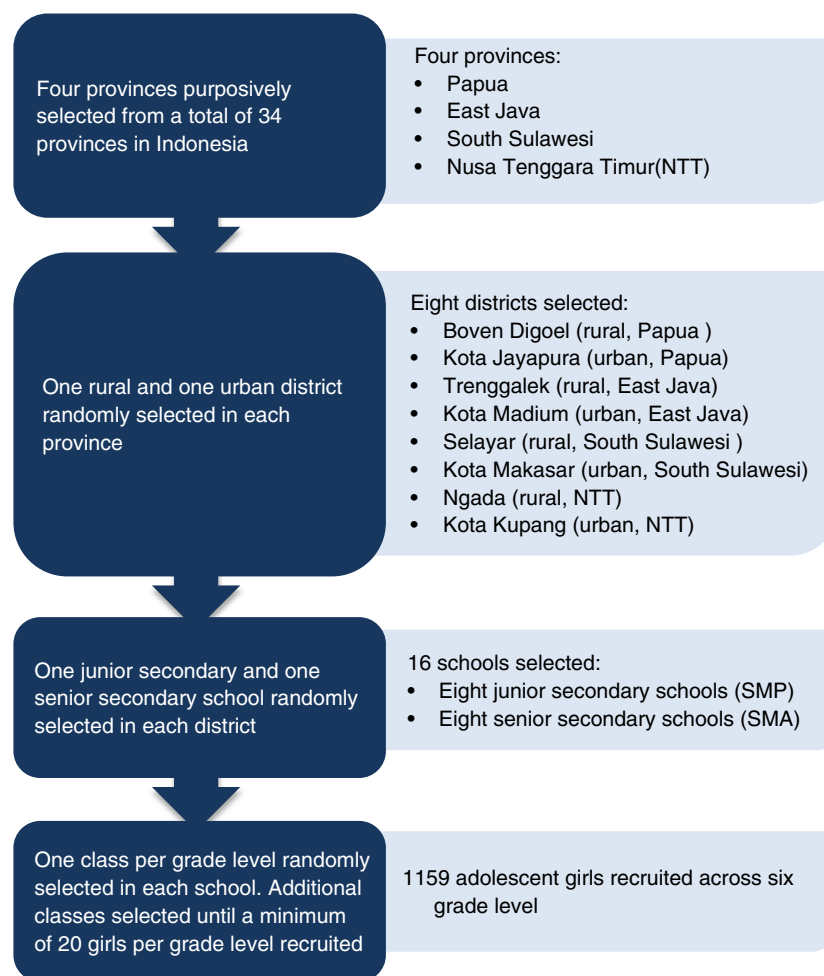 Four provinces purposively
selected from a total of 34
provinces in Indonesia
Four provinces:
• Papua
• East Java
• South Sulawesi
• Nusa Tenggara Timur(NTT)
One rural and one urban district
randomly selected in each
province
Eight districts selected:
• Boven Digoel (rural, Papua )
• Kota Jayapura (urban, Papua)
• Trenggalek (rural, East Java)
• Kota Madium (urban, East Java)
• Selayar (rural, South Sulawesi )
• Kota Makasar (urban, South Sulawesi)
• Ngada (rural, NTT)
• Kota Kupang (urban, NTT)
One junior secondary and one
senior secondary school randomly
selected in each district
16 schools selected:
• Eight junior secondary schools (SMP)
• Eight senior secondary schools (SMA)
One class per grade level randomly
selected in each school. Additional
classes selected until a minimum
of 20 girls per grade level recruited
1159 adolescent girls recruited across six
grade level